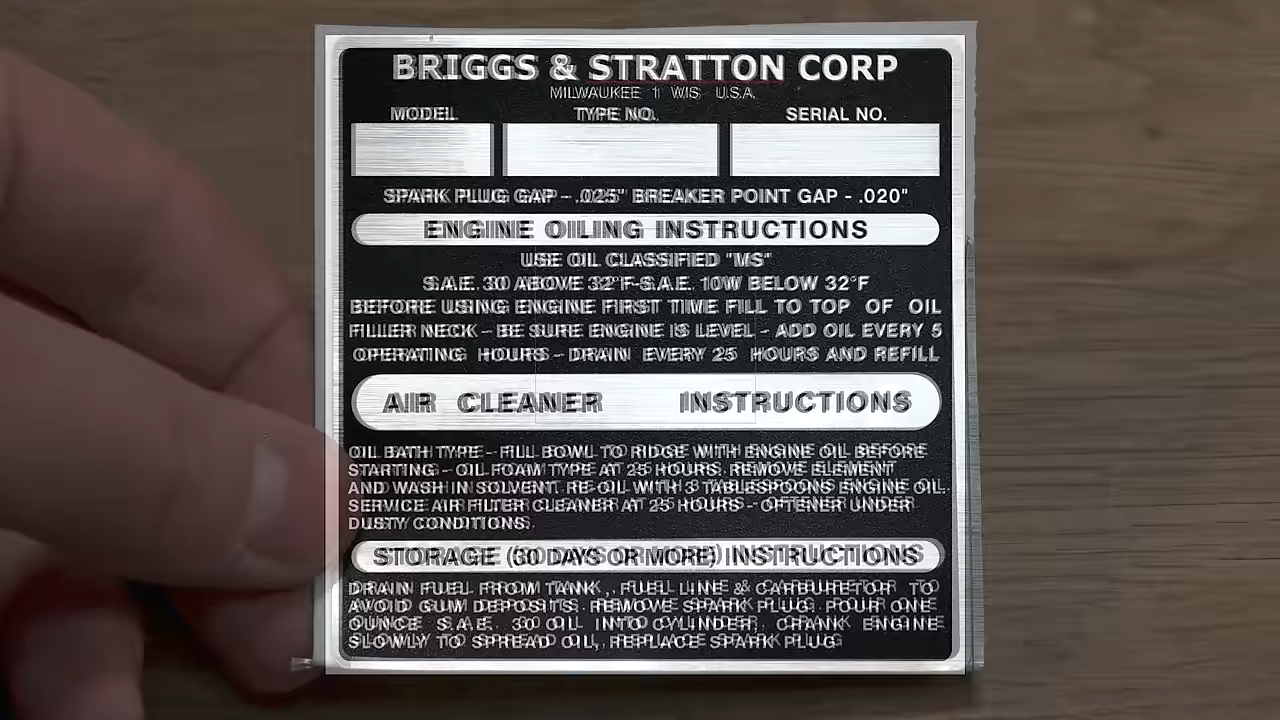 BRIGGS & STRATTON CORP
MILWAUKEE 1 WIS U.S.A.
MODEL TYPE NO. SERIAL NO.
SPARK PLUG GAP - .025" BREAKER POINT GAP - .020"
ENGINE OILING INSTRUCTIONS
USE OIL CLASSIFIED "MS"
S.A.E. 30 ABOVE 32°F-S.A.E. 10W BELOW 32°F
BEFORE USING ENGINE FIRST TIME FILL TO TOP OF OIL
FILLER NECK - BE SURE ENGINE IS LEVEL - ADD OIL EVERY 5
OPERATING HOURS - DRAIN EVERY 25 HOURS AND REFILL
AIR CLEANER INSTRUCTIONS
OIL BATH TYPE - FILL BOWL TO RIDGE WITH ENGINE OIL BEFORE
STARTING - OIL FOAM TYPE AT 25 HOURS. REMOVE ELEMENT
AND WASH IN SOLVENT. RE-OIL WITH 3 TABLESPOONS ENGINE OIL.
SERVICE AIR FILTER CLEANER AT 25 HOURS - OFTENER UNDER
DUSTY CONDITIONS.
STORAGE (30 DAYS OR MORE) INSTRUCTIONS
DRAIN FUEL FROM TANK, FUEL LINE & CARBURETOR TO
AVOID GUM DEPOSITS. REMOVE SPARK PLUG POUR ONE
OUNCE S.A.E. 30 OIL INTO CYLINDER, CRANK ENGINE
SLOWLY TO SPREAD OIL, REPLACE SPARK PLUG